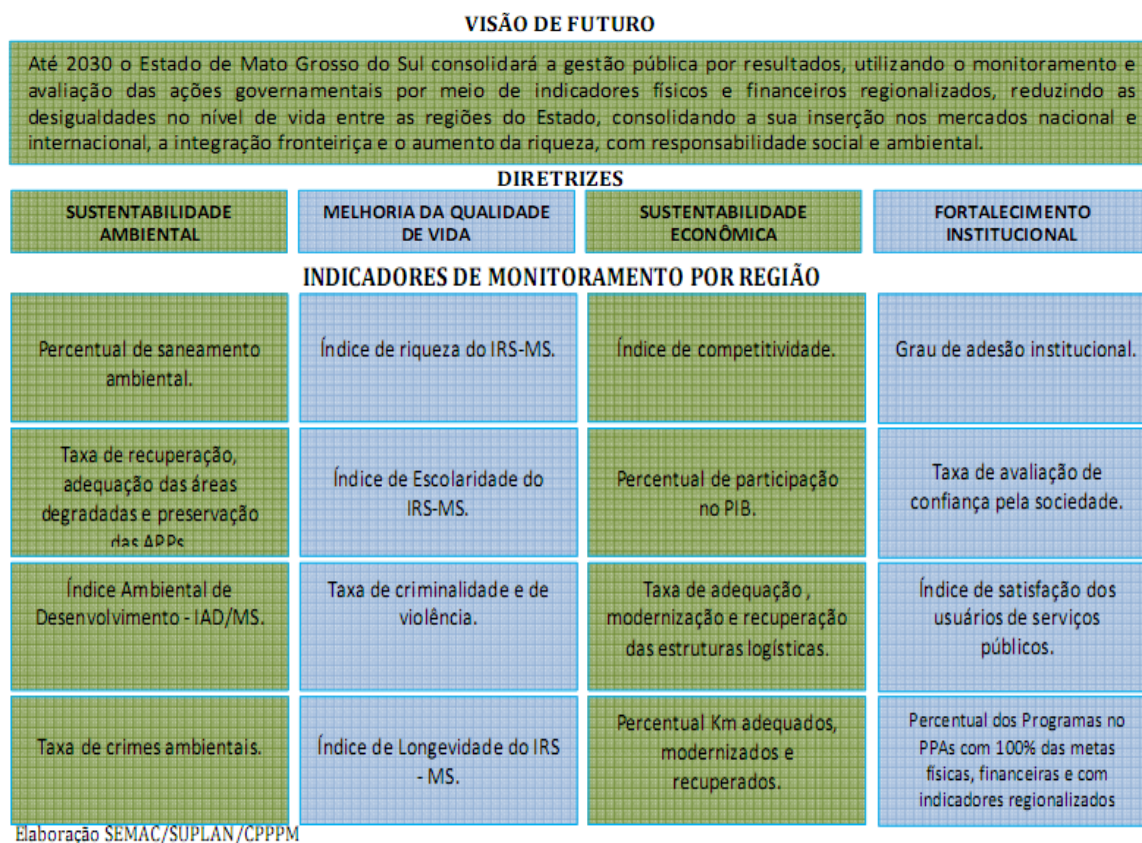 VISÃO DE FUTURO
Até 2030 o Estado de Mato Grosso do Sul consolidará a gestão pública por resultados, utilizando o monitoramento e
avaliação das ações governamentais por meio de indicadores físicos e financeiros regionalizados, reduzindo as
desigualdades no nível de vida entre as regiões do Estado, consolidando a sua inserção nos mercados nacional e
internacional, a integração fronteiriça e o aumento da riqueza, com responsabilidade social e ambiental.
DIRETRIZES
SUSTENTABILIDADE
AMBIENTAL
MELHORIA DA QUALIDADE
DE VIDA
SUSTENTABILIDADE
ECONÔMICA
FORTALECIMENTO
INSTITUCIONAL
INDICADORES DE MONITORAMENTO POR REGIÃO
Percentual de saneamento
ambiental.
Índice de riqueza do IRS-MS.
Índice de competitividade.
Grau de adesão institucional.
Taxa de recuperação,
adequação das áreas
degradadas e preservação
das APPs
Índice de Escolaridade do
IRS-MS.
Percentual de participação
no PIB.
Taxa de avaliação de
confiança pela sociedade.
Índice Ambiental de
Desenvolvimento - IAD/MS.
Taxa de criminalidade e de
violência.
Taxa de adequação ,
modernização e recuperação
das estruturas logísticas.
Índice de satisfação dos
usuários de serviços
públicos.
Taxa de crimes ambientais.
Índice de Longevidade do IRS
- MS.
Percentual Km adequados,
modernizados e
recuperados.
Percentual dos Programas no
PPAs com 100% das metas
físicas, financeiras e com
indicadores regionalizados
Elaboração SEMAC/SUPLAN/CPPPM